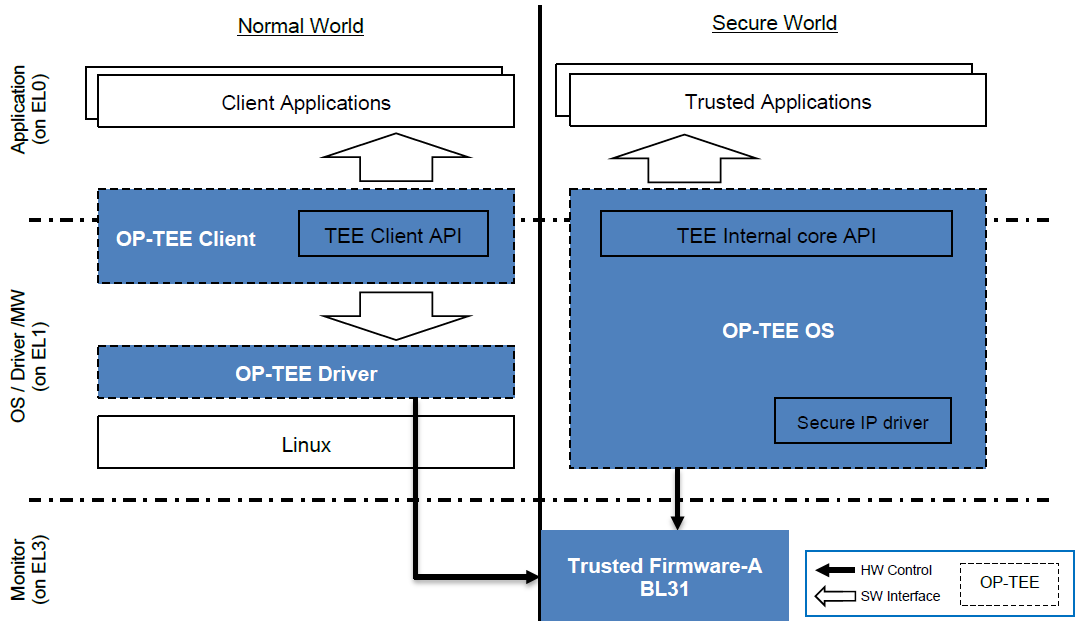 Normal World
Secure World
Application
(on EL0)
Client Applications
Trusted Applications
OP-TEE Client
TEE Client API
TEE Internal core API
OS / Driver /MW
(on EL1)
OP-TEE OS
OP-TEE Driver
Secure IP driver
Linux
Monitor
(on EL3)
Trusted Firmware-A
BL31
HW Control
SW Interface
OP-TEE